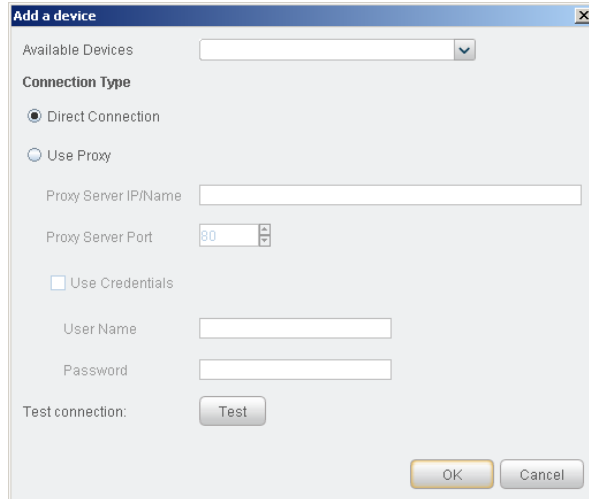 Add a device
Available Devices
Connection Type
Direct Connection
Use Proxy
Proxy Server IP/Name
Proxy Server Port 80
Use Credentials
User Name
Password
Test connection: Test
OK Cancel